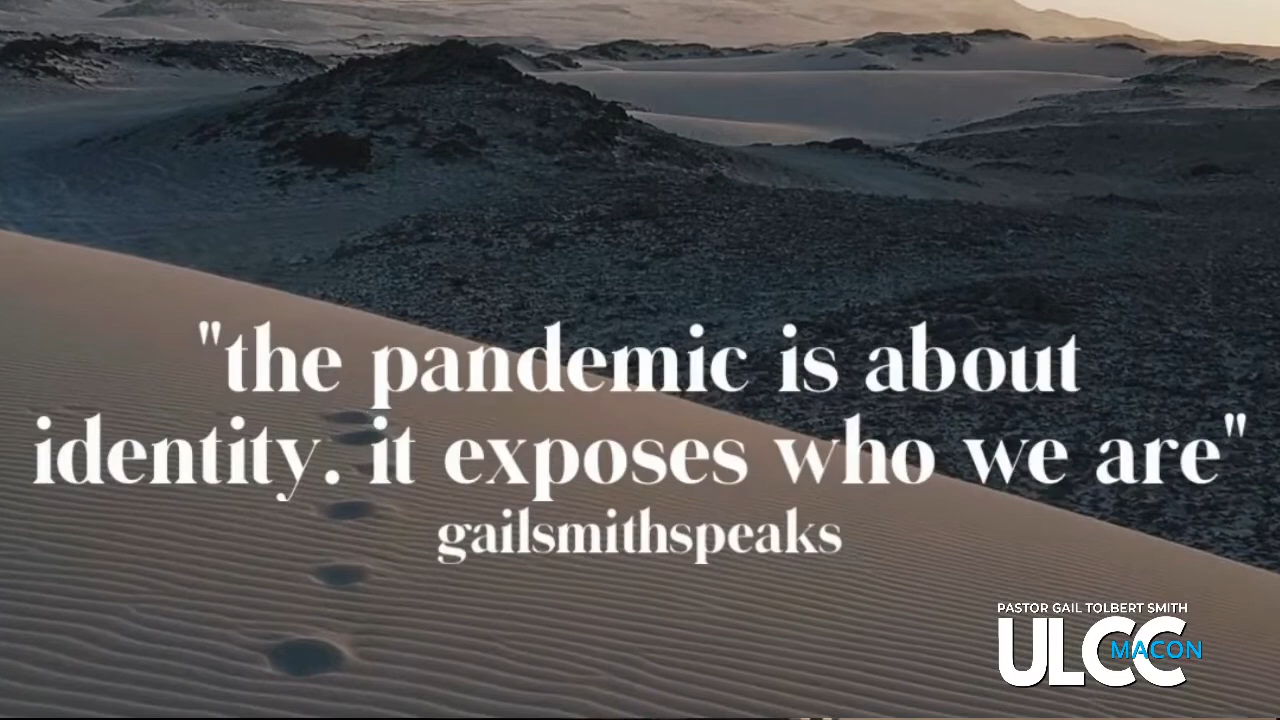 "the pandemic is about
identity. it exposes who we are"
gailsmithspeaks
PASTOR GAIL TOLBERT SMITH
ULCC
MACON